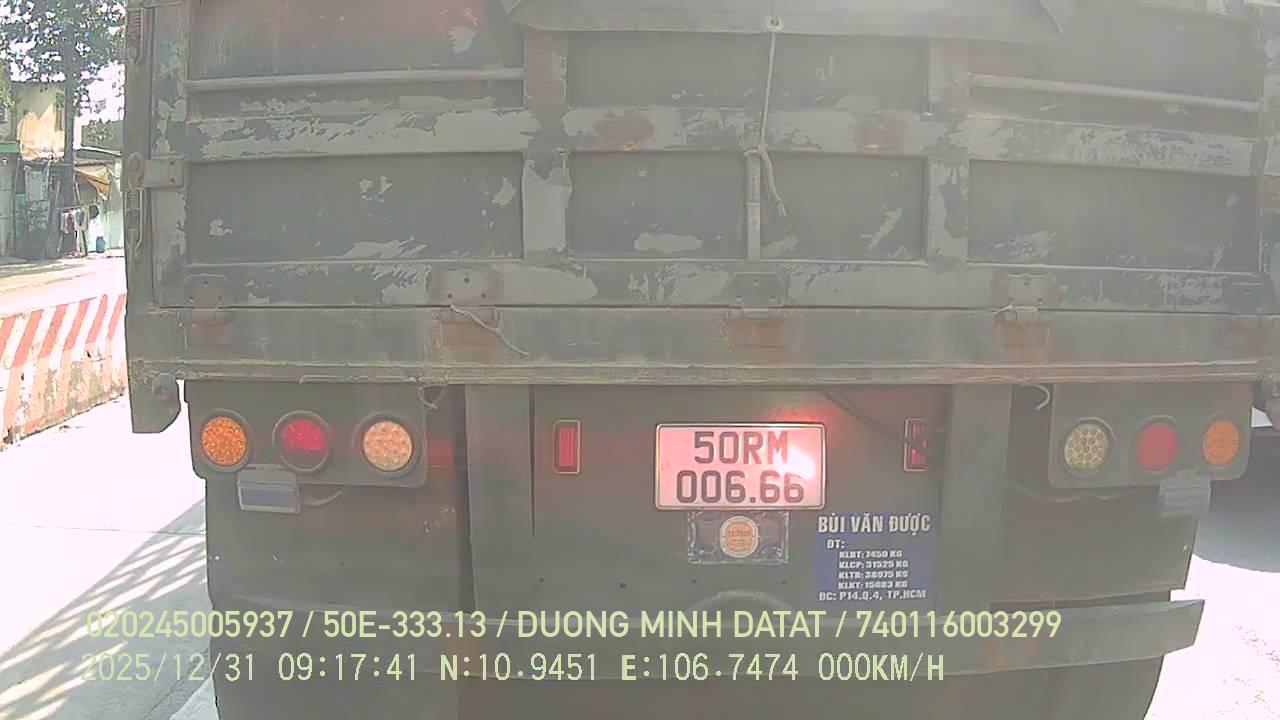 50RM
006.66
BÙI VĂN ĐƯỢC
ĐT:
KLBT: 7450 KG
KLCP: 31525 KG
KLTB: 38975 KG
KLKT: 15083 KG
ĐC: P14.Q.4, TP.HCM
020245005937 / 50E-333.13 / DUONG MINH DATAT / 740116003299
2025/12/31 09:17:41 N:10.9451 E:106.7474 000KM/H